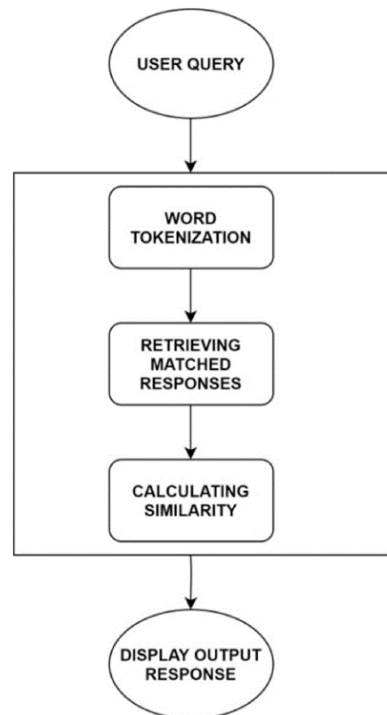 USER QUERY
WORD
TOKENIZATION
RETRIEVING
MATCHED
RESPONSES
CALCULATING
SIMILARITY
DISPLAY OUTPUT
RESPONSE